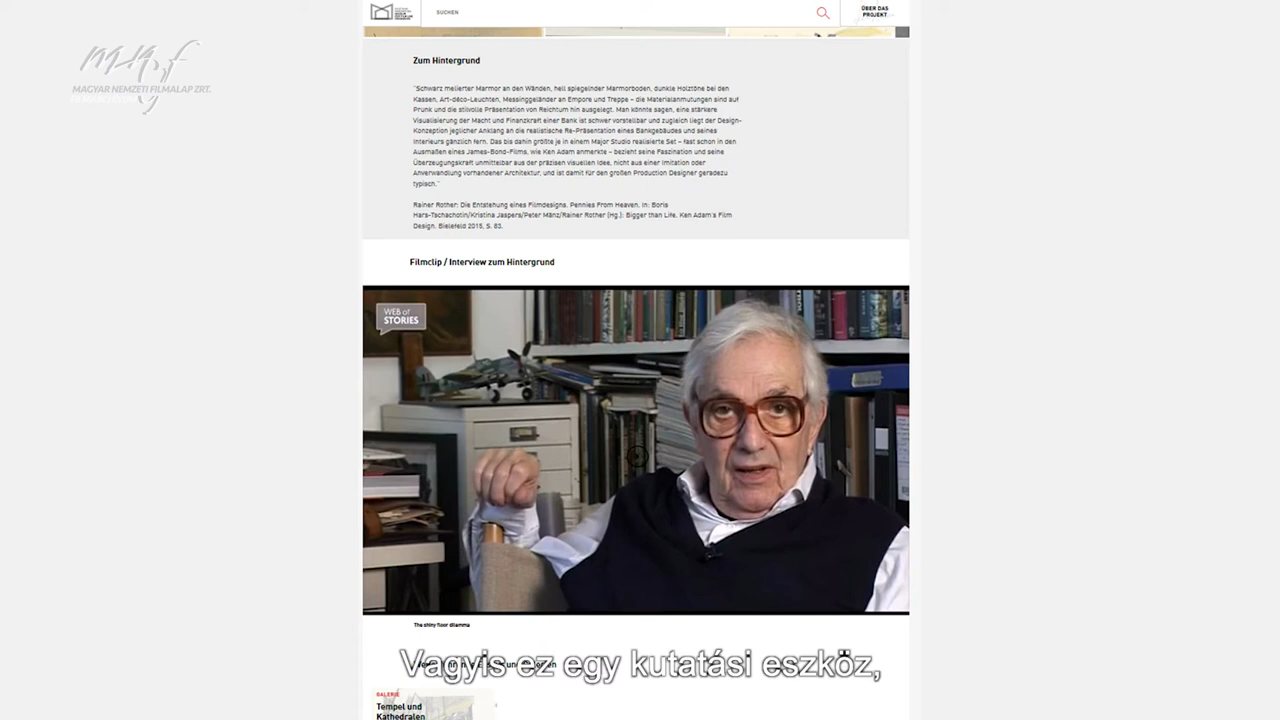 SUCHEN
ÜBER DAS
PROJEKT
MAGYAR NEMZETI FILMALAP ZRT.
FILMARCHÍVUM
Zum Hintergrund
"Schwarz melierter Marmor an den Wänden, hell spiegelnder Marmorboden, dunkle Holztöne bei den
Kassen, Art-déco-Leuchten, Messinggeländer an Empore und Treppe – die Materialanmutungen sind auf
Prunk und die stilvolle Präsentation von Reichtum hin ausgelegt. Man könnte sagen, eine stärkere
Visualisierung der Macht und Finanzkraft einer Bank ist schwer vorstellbar und zugleich liegt der Design-
Konzeption jeglicher Anklang an die realistische Re-Präsentation eines Bankgebäudes und seines
Interieurs gänzlich fern. Das bis dahin größte je in einem Major Studio realisierte Set – fast schon in den
Ausmaßen eines James-Bond-Films, wie Ken Adam anmerkte – bezieht seine Faszination und seine
Überzeugungskraft unmittelbar aus der präzisen visuellen Idee, nicht aus einer Imitation oder
Anverwandlung vorhandener Architektur, und ist damit für den großen Production Designer geradezu
typisch."
Rainer Rother: Die Entstehung eines Filmdesigns. Pennies From Heaven. In: Boris
Hars-Tschachotin/Kristina Jaspers/Peter Mänz/Rainer Rother (Hg.): Bigger than Life. Ken Adam's Film
Design. Bielefeld 2015, S. 83.
Filmclip / Interview zum Hintergrund
WEB of
STORIES
The shiny floor dilemma
Vagyis ez egy kutatási eszköz,
GALERIE
Tempel und
Kathedralen